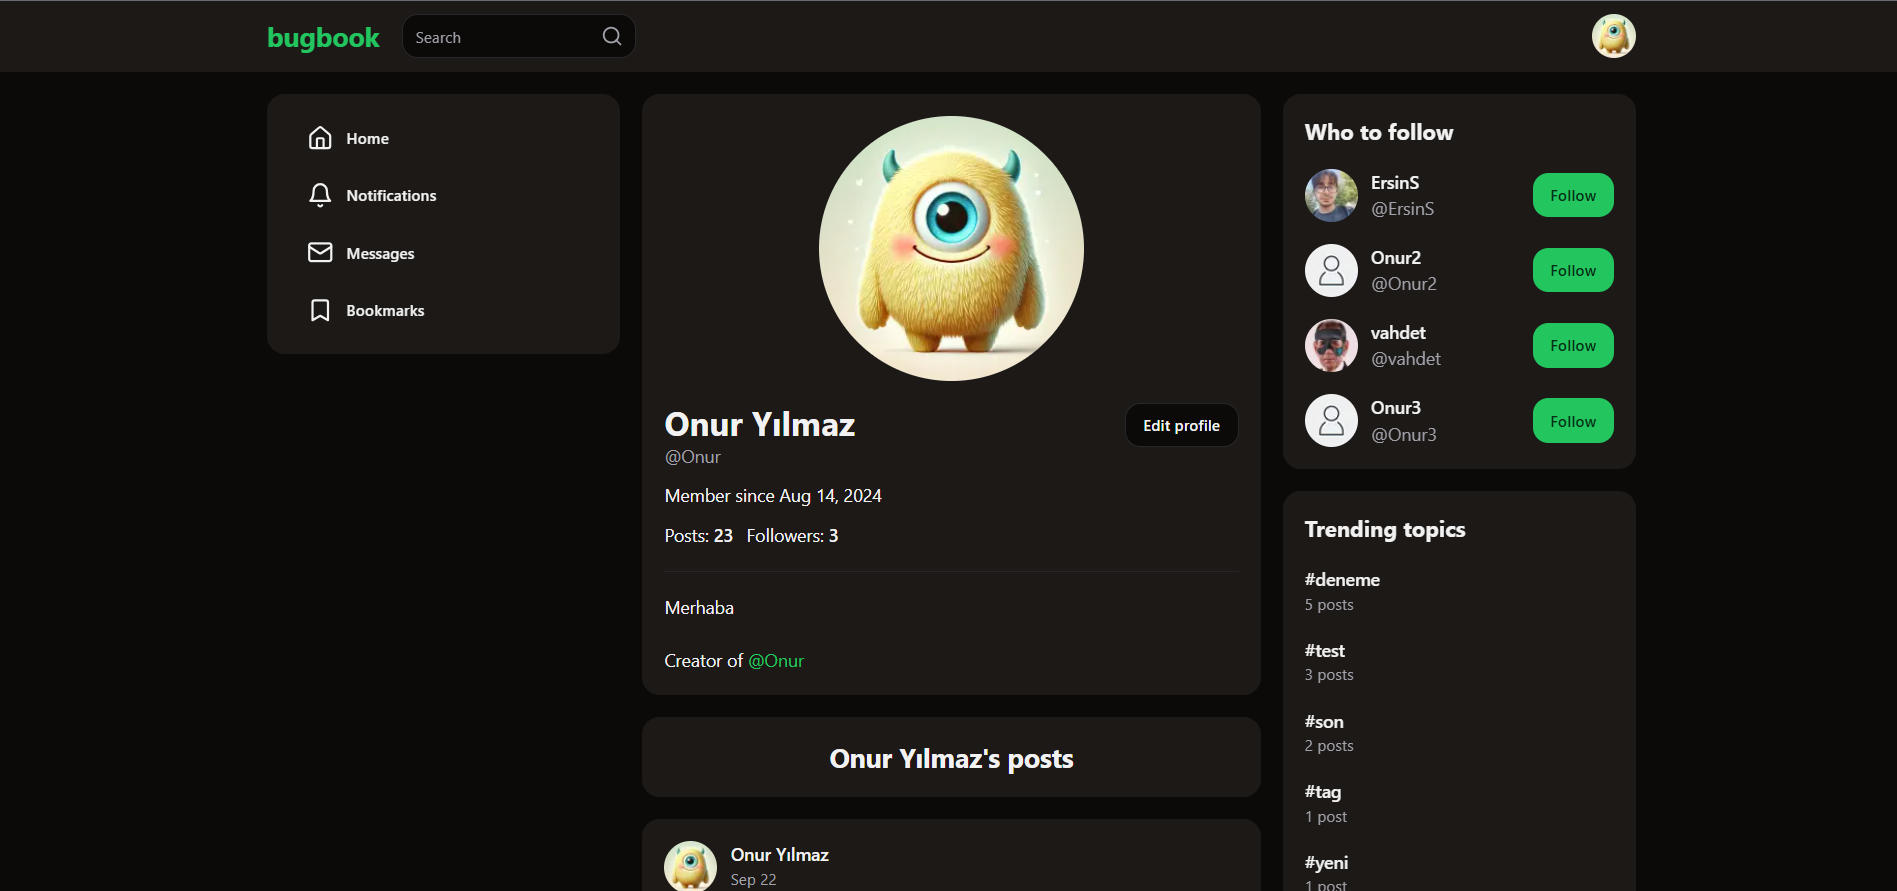 bugbook
Search
Home
Notifications
Messages
Bookmarks
Onur Yılmaz
Edit profile
@Onur
Member since Aug 14, 2024
Posts: 23 Followers: 3
Merhaba
Creator of @Onur
Onur Yılmaz's posts
Onur Yılmaz
Sep 22
Who to follow
ErsinS
@ErsinS
Follow
Onur2
@Onur2
Follow
vahdet
@vahdet
Follow
Onur3
@Onur3
Follow
Trending topics
#deneme
5 posts
#test
3 posts
#son
2 posts
#tag
1 post
#yeni
1 post